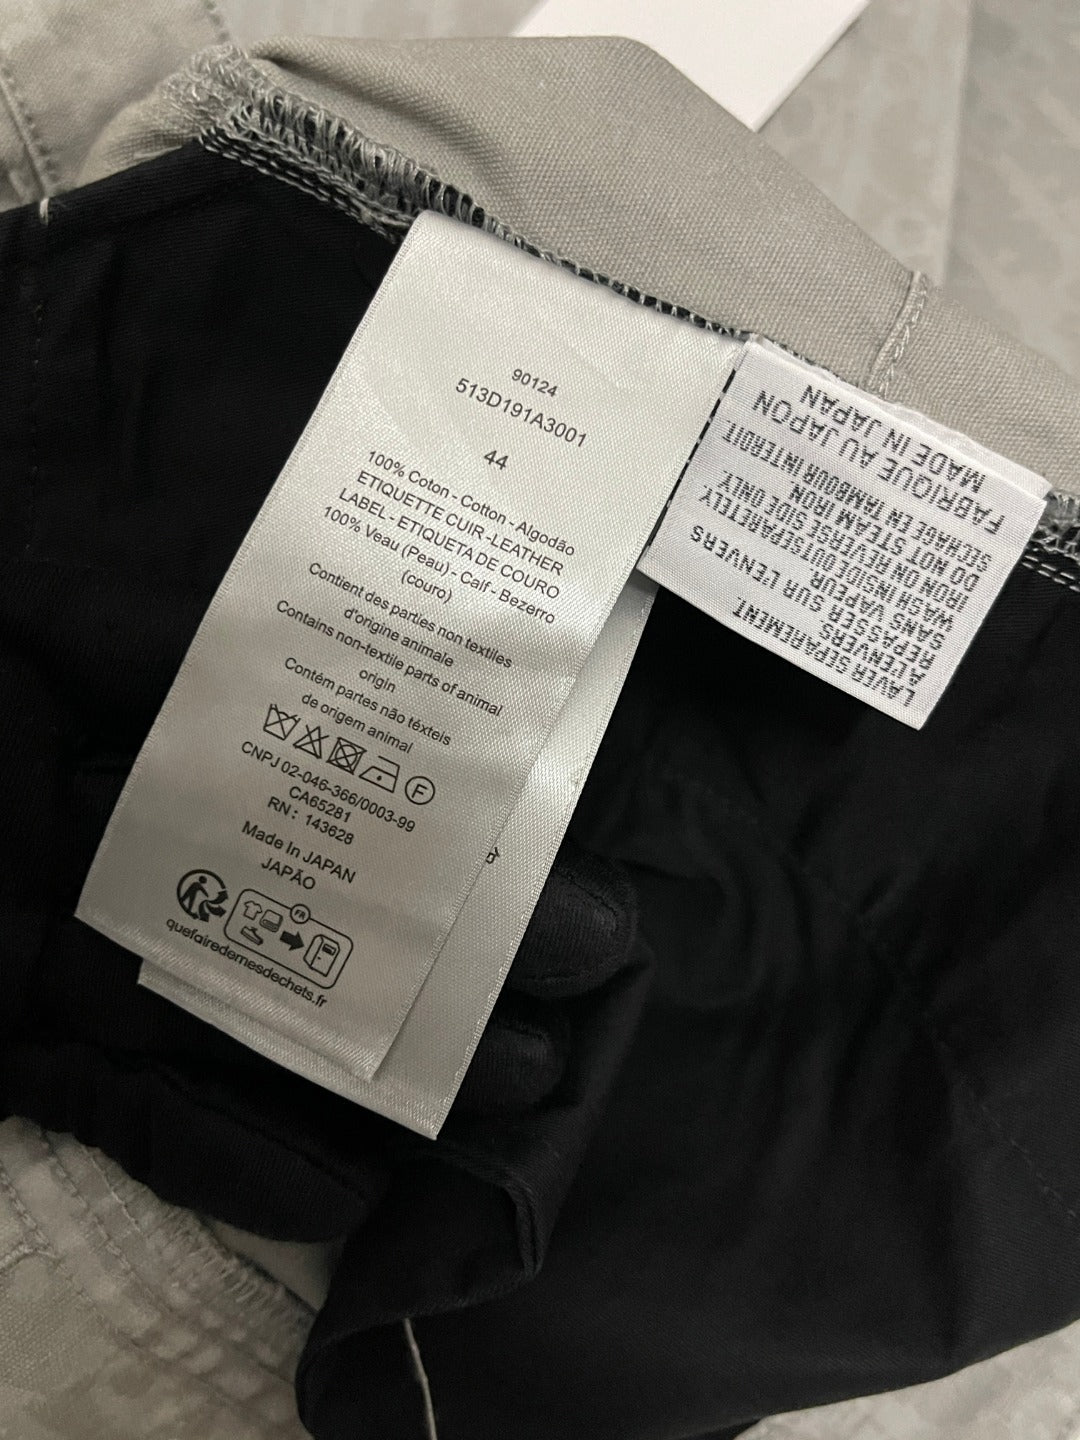 90124
513D191A3001
44
100% Coton - Cotton - Algodão
ETIQUETTE CUIR -LEATHER
LABEL - ETIQUETA DE COURO
100% Veau (Peau) - Calf - Bezerro
(couro)
Contient des parties non textiles
d'origine animale
Contains non-textile parts of animal
origin
Contém partes não têxteis
de origem animal
F
CNPJ 02-046-366/0003-99
CA65281
RN: 143628
Made In JAPAN
JAPÃO
FR
quefairedemesdechets.fr
LAVER SEPAREMENT.
A'LENVERS
REPASSER SUR L'ENVERS
SANS VAPEUR.
WASH INSIDE OUTSEPARETELY
IRON ON REVERSE SIDE ONLY.
DO NOT STEAM IRON
SECHAGE EN TAMBOUR INTERDIT.
FABRIQUE AU JAPON
MADE IN JAPAN